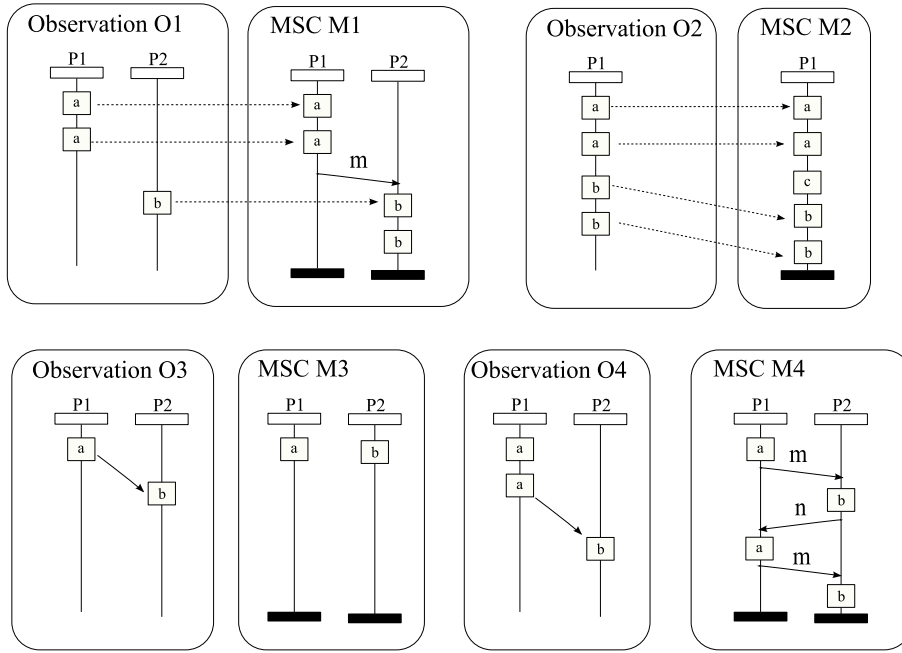 Observation O1
MSC M1
P1
P2
a
a
b
P1
P2
a
a
m
b
b
Observation O2
MSC M2
P1
a
a
b
b
P1
a
a
c
b
b
Observation O3
MSC M3
P1
P2
a
b
P1
P2
a
b
Observation O4
MSC M4
P1
P2
a
a
b
P1
P2
a
m
b
n
a
m
b